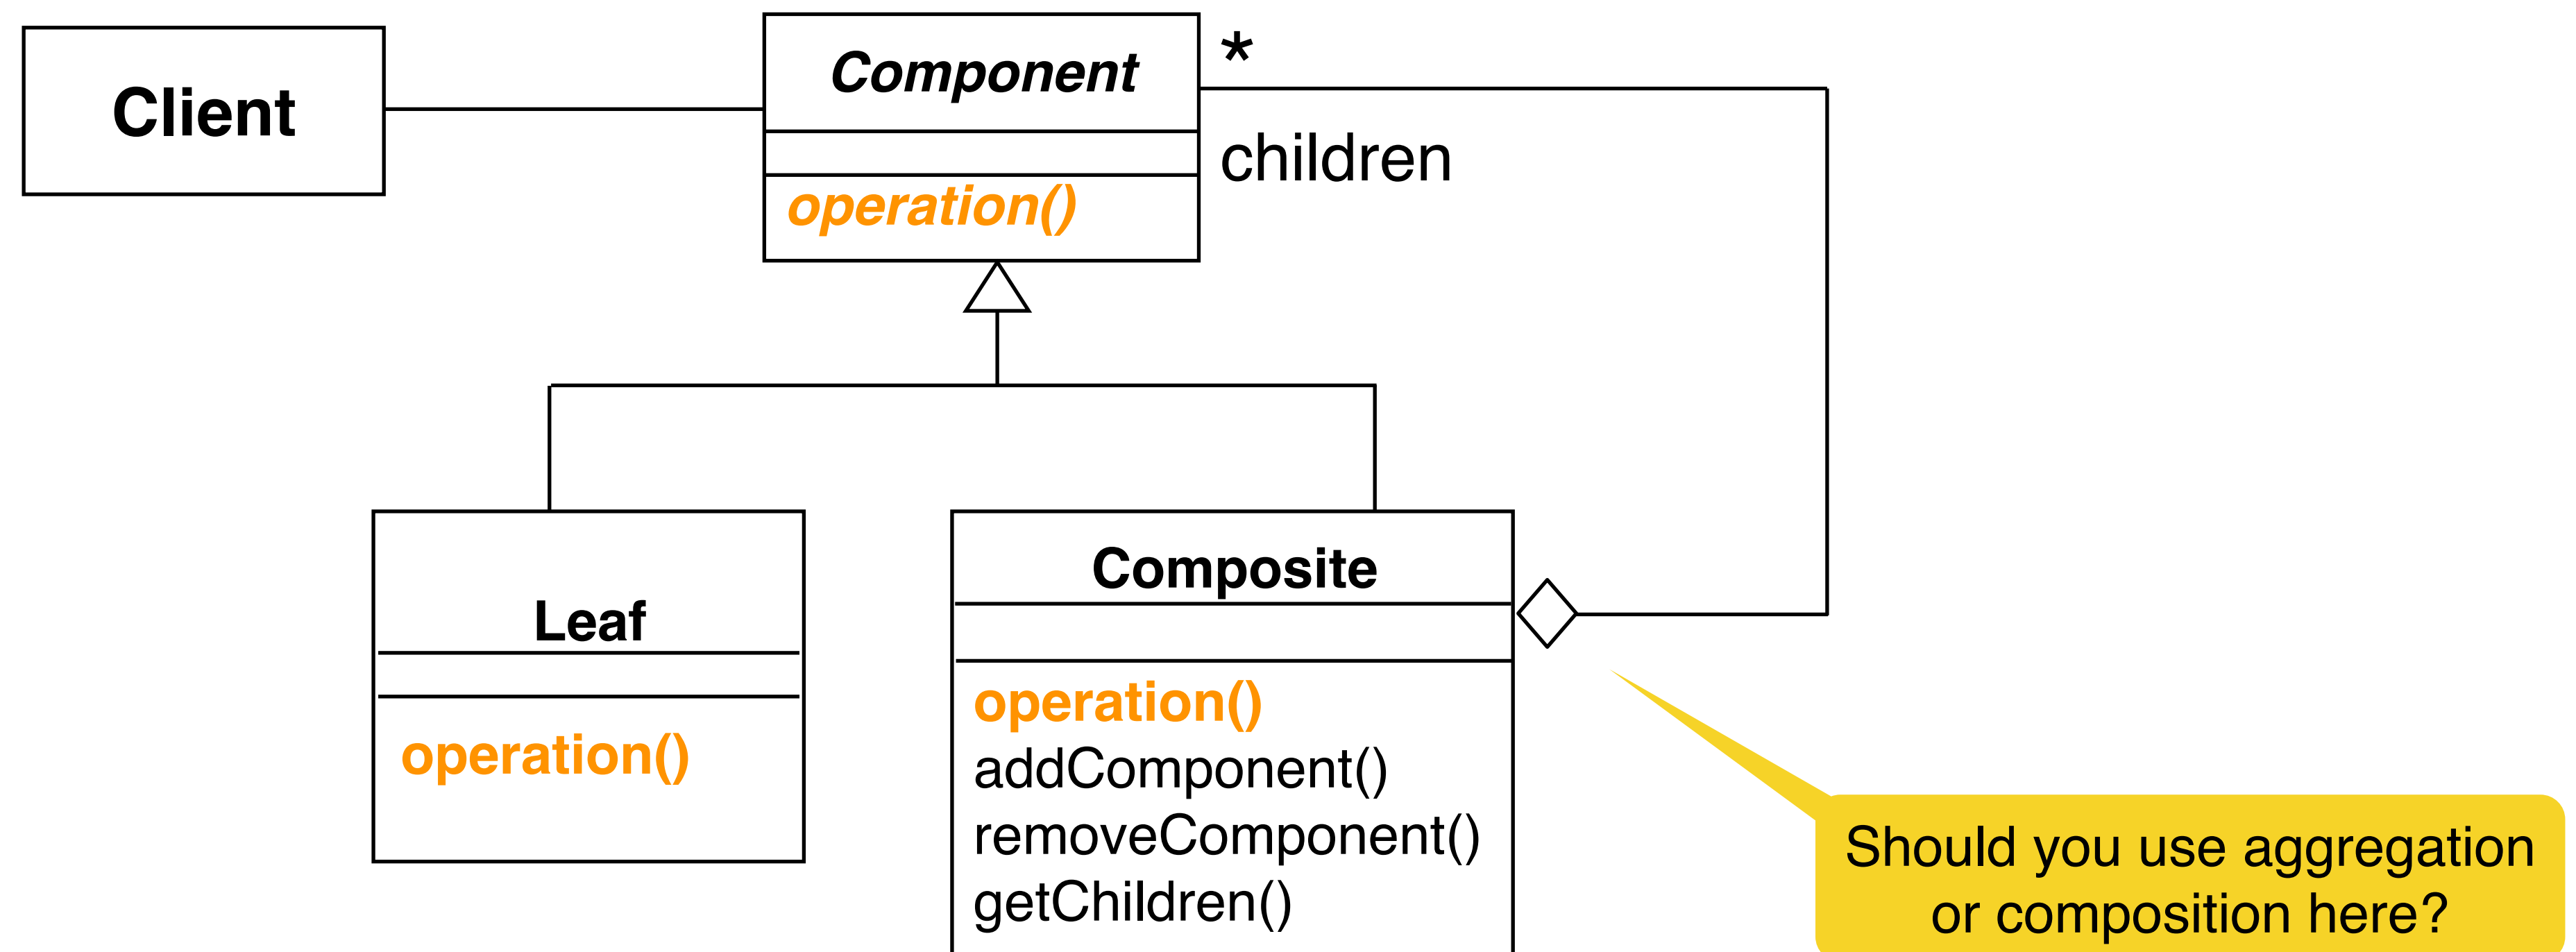 Client
Component
*
children
operation()
Leaf
operation()
Composite
operation()
addComponent()
removeComponent()
getChildren()
Should you use aggregation
or composition here?